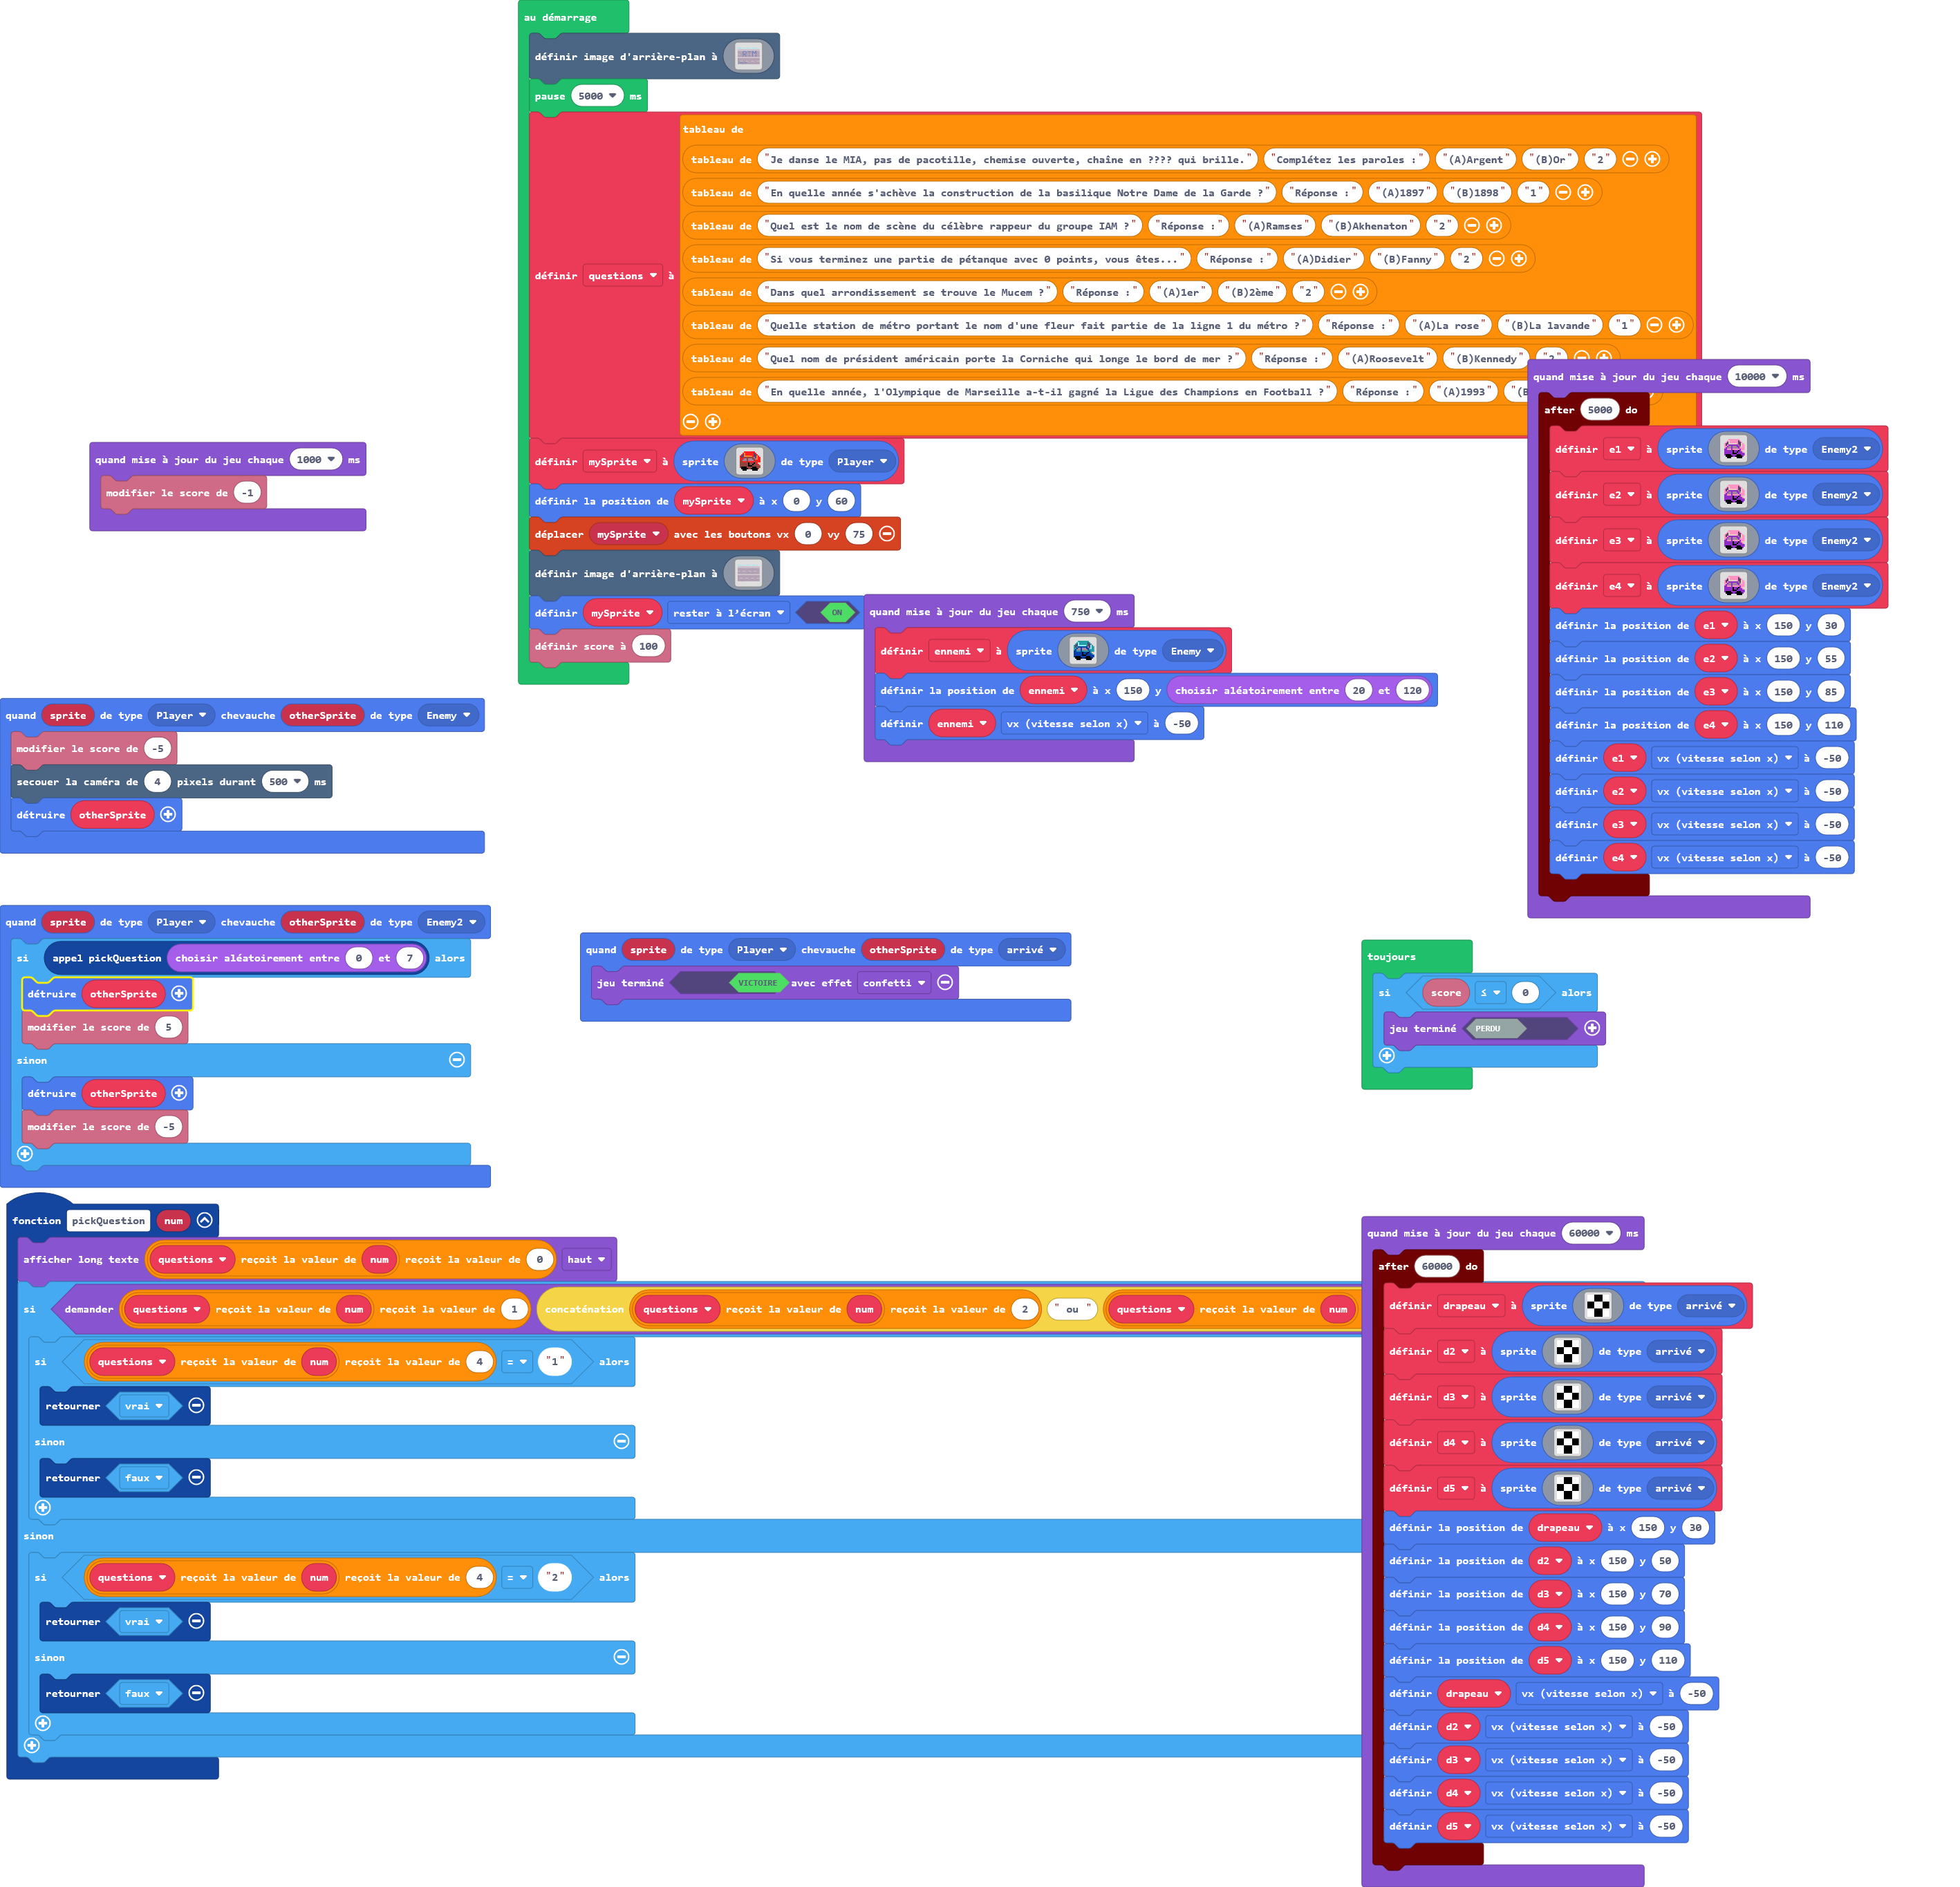 au démarrage
définir image d'arrière-plan à
pause 5000 ms
définir questions à
tableau de
tableau de "Je danse le MIA, pas de pacotille, chemise ouverte, chaîne en ???? qui brille." "Complétez les paroles :" "(A)Argent" "(B)Or" "2"
tableau de "En quelle année s'achève la construction de la basilique Notre Dame de la Garde ?" "Réponse :" "(A)1897" "(B)1898" "1"
tableau de "Quel est le nom de scène du célèbre rappeur du groupe IAM ?" "Réponse :" "(A)Ramses" "(B)Akhenaton" "2"
tableau de "Si vous terminez une partie de pétanque avec 0 points, vous êtes..." "Réponse :" "(A)Didier" "(B)Fanny" "2"
tableau de "Dans quel arrondissement se trouve le Mucem ?" "Réponse :" "(A)1er" "(B)2ème" "2"
tableau de "Quelle station de métro portant le nom d'une fleur fait partie de la ligne 1 du métro ?" "Réponse :" "(A)La rose" "(B)La lavande" "1"
tableau de "Quel nom de président américain porte la Corniche qui longe le bord de mer ?" "Réponse :" "(A)Roosevelt" "(B)Kennedy"
tableau de "En quelle année, l'Olympique de Marseille a-t-il gagné la Ligue des Champions en Football ?" "Réponse : "(A)1993"
définir mySprite à sprite de type Player
définir la position de mySprite à x 0 y 60
déplacer mySprite avec les boutons vx 0 vy 75
définir image d'arrière-plan à
définir mySprite rester à l'écran ON
définir score à 100
quand mise à jour du jeu chaque 1000 ms
modifier le score de -1
quand mise à jour du jeu chaque 750 ms
définir ennemi à sprite de type Enemy
définir la position de ennemi à x 150 y choisir aléatoirement entre 20 et 120
définir ennemi vx (vitesse selon x) à -50
quand mise à jour du jeu chaque 10000 ms
after 5000 do
définir e1 à sprite de type Enemy2
définir e2 à sprite de type Enemy2
définir e3 à sprite de type Enemy2
définir e4 à sprite de type Enemy2
définir la position de e1 à x 150 y 30
définir la position de e2 à x 150 y 55
définir la position de e3 à x 150 y 85
définir la position de e4 à x 150 y 110
définir e1 vx (vitesse selon x) à -50
définir e2 vx (vitesse selon x) à -50
définir e3 vx (vitesse selon x) à -50
définir e4 vx (vitesse selon x) à -50
quand sprite de type Player chevauche otherSprite de type Enemy
modifier le score de -5
secouer la caméra de 4 pixels durant 500 ms
détruire otherSprite
quand sprite de type Player chevauche otherSprite de type Enemy2
si appel pickQuestion choisir aléatoirement entre 0 et 7 alors
détruire otherSprite
modifier le score de 5
sinon
détruire otherSprite
modifier le score de -5
quand sprite de type Player chevauche otherSprite de type arrivé
jeu terminé VICTOIRE avec effet confetti
toujours
si score ≤ 0 alors
jeu terminé PERDU
fonction pickQuestion num
afficher long texte questions reçoit la valeur de num reçoit la valeur de 0 haut
si demander questions reçoit la valeur de num reçoit la valeur de 1 concaténation questions reçoit la valeur de num reçoit la valeur de 2 " ou " questions reçoit la valeur de num
si questions reçoit la valeur de num reçoit la valeur de 4 = "1" alors
retourner vrai
sinon
retourner faux
sinon
si questions reçoit la valeur de num reçoit la valeur de 4 = "2" alors
retourner vrai
sinon
retourner faux
quand mise à jour du jeu chaque 60000 ms
after 60000 do
définir drapeau à sprite de type arrivé
définir d2 à sprite de type arrivé
définir d3 à sprite de type arrivé
définir d4 à sprite de type arrivé
définir d5 à sprite de type arrivé
définir la position de drapeau à x 150 y 30
définir la position de d2 à x 150 y 50
définir la position de d3 à x 150 y 70
définir la position de d4 à x 150 y 90
définir la position de d5 à x 150 y 110
définir drapeau vx (vitesse selon x) à -50
définir d2 vx (vitesse selon x) à -50
définir d3 vx (vitesse selon x) à -50
définir d4 vx (vitesse selon x) à -50
définir d5 vx (vitesse selon x) à -50